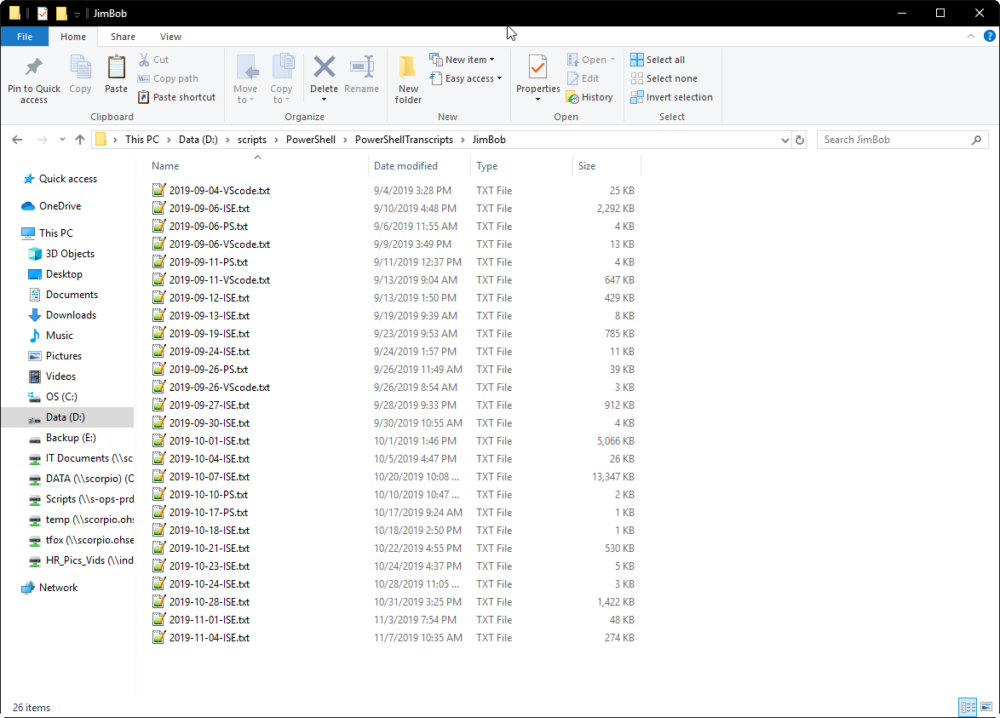 JimBob
File Home Share View
Pin to Quick access
Copy
Paste
Cut
Copy path
Paste shortcut
Clipboard
Move to
Copy to
Delete
Rename
Organize
New folder
New item
Easy access
New
Properties
Open
Edit
History
Open
Select all
Select none
Invert selection
Select
This PC > Data (D:) > scripts > PowerShell > PowerShellTranscripts > JimBob
Search JimBob
Quick access
OneDrive
This PC
3D Objects
Desktop
Documents
Downloads
Music
Pictures
Videos
OS (C:)
Data (D:)
Backup (E:)
IT Documents (\\sc
DATA (\\scorpio) (O
Scripts (\\s-ops-prd
temp (\\scorpio.ohs
tfox (\\scorpio.ohse
HR_Pics_Vids (\\ind
Network
Name Date modified Type Size
2019-09-04-VScode.txt 9/4/2019 3:28 PM TXT File 25 KB
2019-09-06-ISE.txt 9/10/2019 4:48 PM TXT File 2,292 KB
2019-09-06-PS.txt 9/6/2019 11:55 AM TXT File 4 KB
2019-09-06-VScode.txt 9/9/2019 3:49 PM TXT File 13 KB
2019-09-11-PS.txt 9/11/2019 12:37 PM TXT File 4 KB
2019-09-11-VScode.txt 9/13/2019 9:04 AM TXT File 647 KB
2019-09-12-ISE.txt 9/13/2019 1:50 PM TXT File 429 KB
2019-09-13-ISE.txt 9/19/2019 9:39 AM TXT File 8 KB
2019-09-19-ISE.txt 9/23/2019 9:53 AM TXT File 785 KB
2019-09-24-ISE.txt 9/24/2019 1:57 PM TXT File 11 KB
2019-09-26-PS.txt 9/26/2019 11:49 AM TXT File 39 KB
2019-09-26-VScode.txt 9/26/2019 8:54 AM TXT File 3 KB
2019-09-27-ISE.txt 9/28/2019 9:33 PM TXT File 912 KB
2019-09-30-ISE.txt 9/30/2019 10:55 AM TXT File 4 KB
2019-10-01-ISE.txt 10/1/2019 1:46 PM TXT File 5,066 KB
2019-10-04-ISE.txt 10/5/2019 4:47 PM TXT File 26 KB
2019-10-07-ISE.txt 10/20/2019 10:08 ... TXT File 13,347 KB
2019-10-10-PS.txt 10/10/2019 10:47 ... TXT File 2 KB
2019-10-17-PS.txt 10/17/2019 9:24 AM TXT File 1 KB
2019-10-18-ISE.txt 10/18/2019 2:50 PM TXT File 1 KB
2019-10-21-ISE.txt 10/22/2019 4:55 PM TXT File 530 KB
2019-10-23-ISE.txt 10/24/2019 4:37 PM TXT File 5 KB
2019-10-24-ISE.txt 10/28/2019 11:05 ... TXT File 3 KB
2019-10-28-ISE.txt 10/31/2019 3:25 PM TXT File 1,422 KB
2019-11-01-ISE.txt 11/3/2019 7:54 PM TXT File 48 KB
2019-11-04-ISE.txt 11/7/2019 10:35 AM TXT File 274 KB
26 items